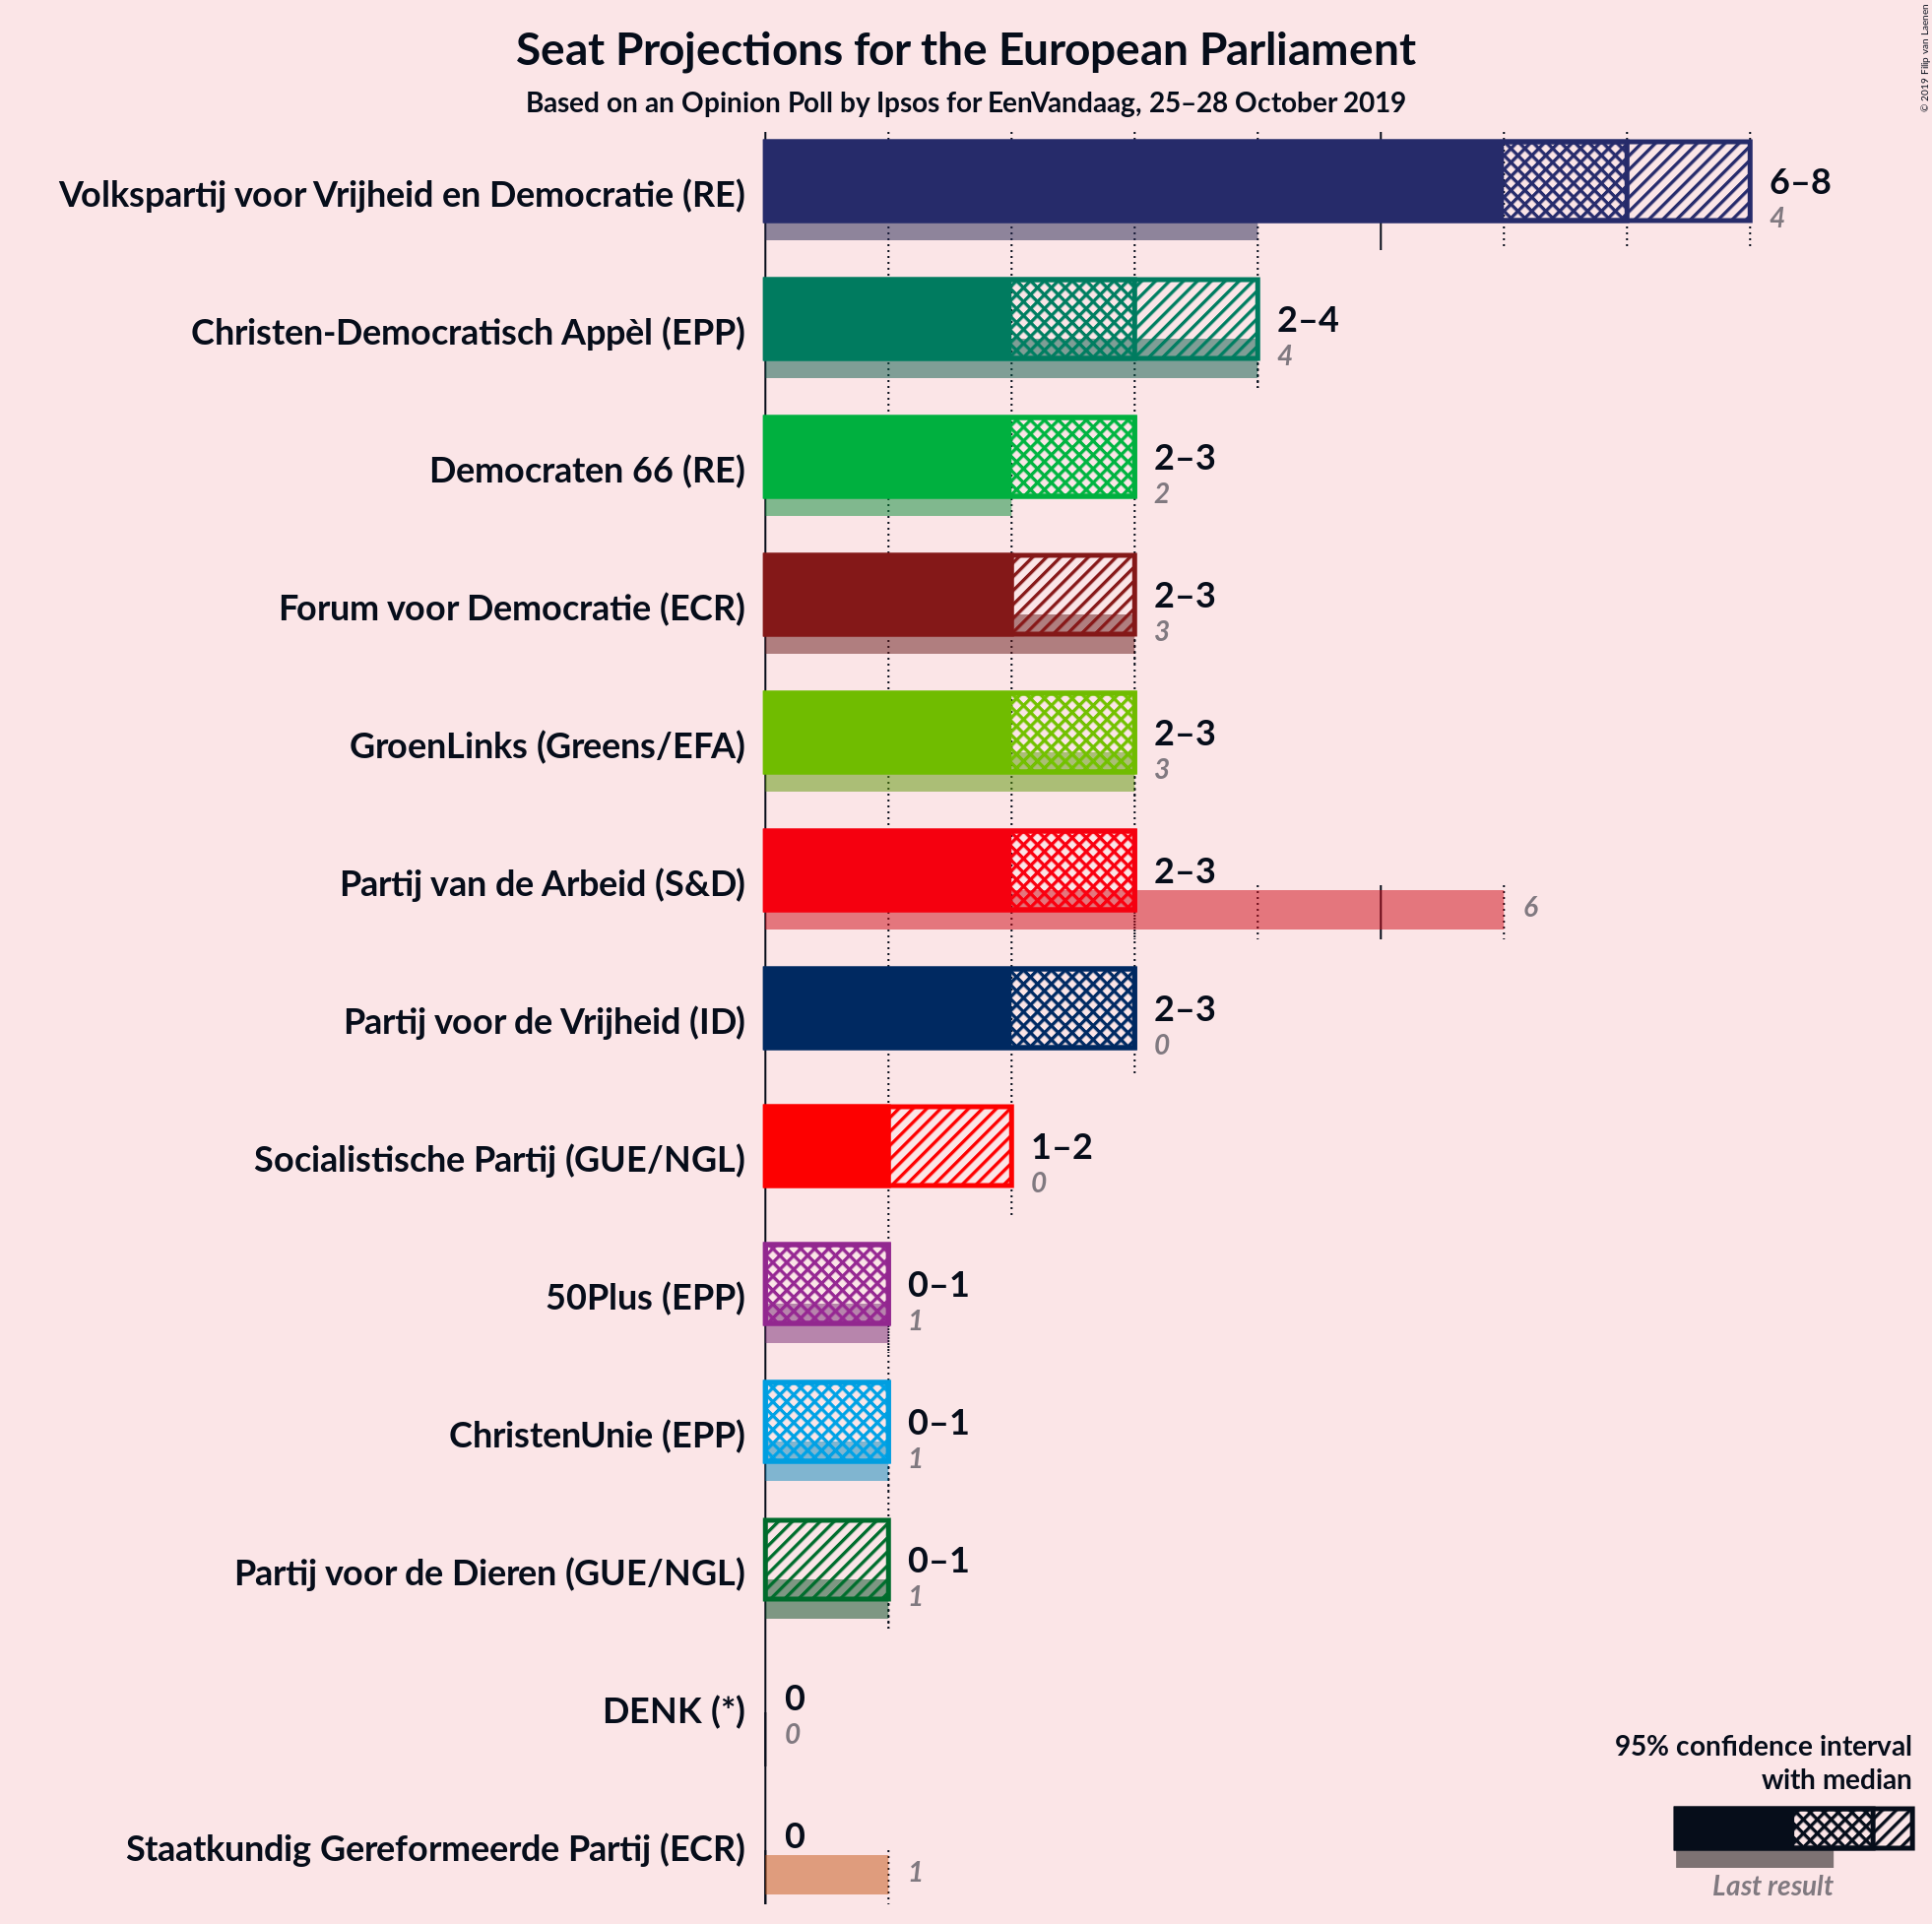 Seat Projections for the European Parliament
Based on an Opinion Poll by Ipsos for EenVandaag, 25–28 October 2019
© 2019 Filip van Laenen
Volkspartij voor Vrijheid en Democratie (RE)
6–8
4
Christen-Democratisch Appèl (EPP)
2–4
4
Democraten 66 (RE)
2–3
2
Forum voor Democratie (ECR)
2–3
3
GroenLinks (Greens/EFA)
2–3
3
Partij van de Arbeid (S&D)
2–3
6
Partij voor de Vrijheid (ID)
2–3
0
Socialistische Partij (GUE/NGL)
1–2
0
50Plus (EPP)
0–1
1
ChristenUnie (EPP)
0–1
1
Partij voor de Dieren (GUE/NGL)
0–1
1
DENK (*)
0
0
Staatkundig Gereformeerde Partij (ECR)
0
1
95% confidence interval
with median
Last result